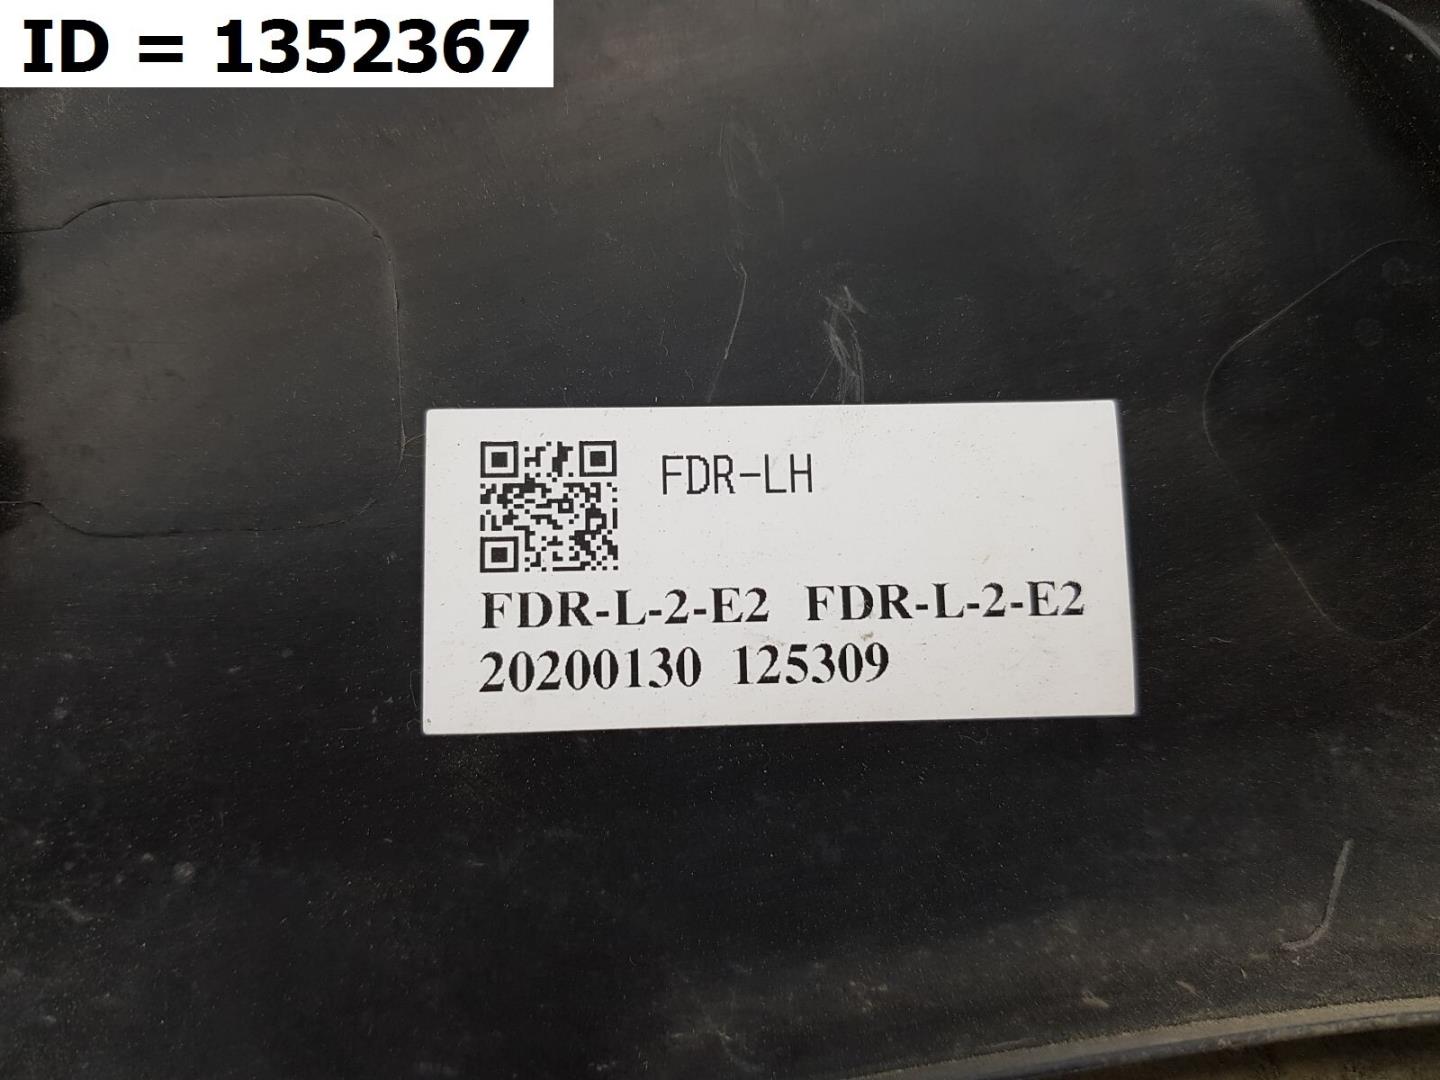 ID = 1352367
FDR-LH
FDR-L-2-E2 FDR-L-2-E2
20200130 125309